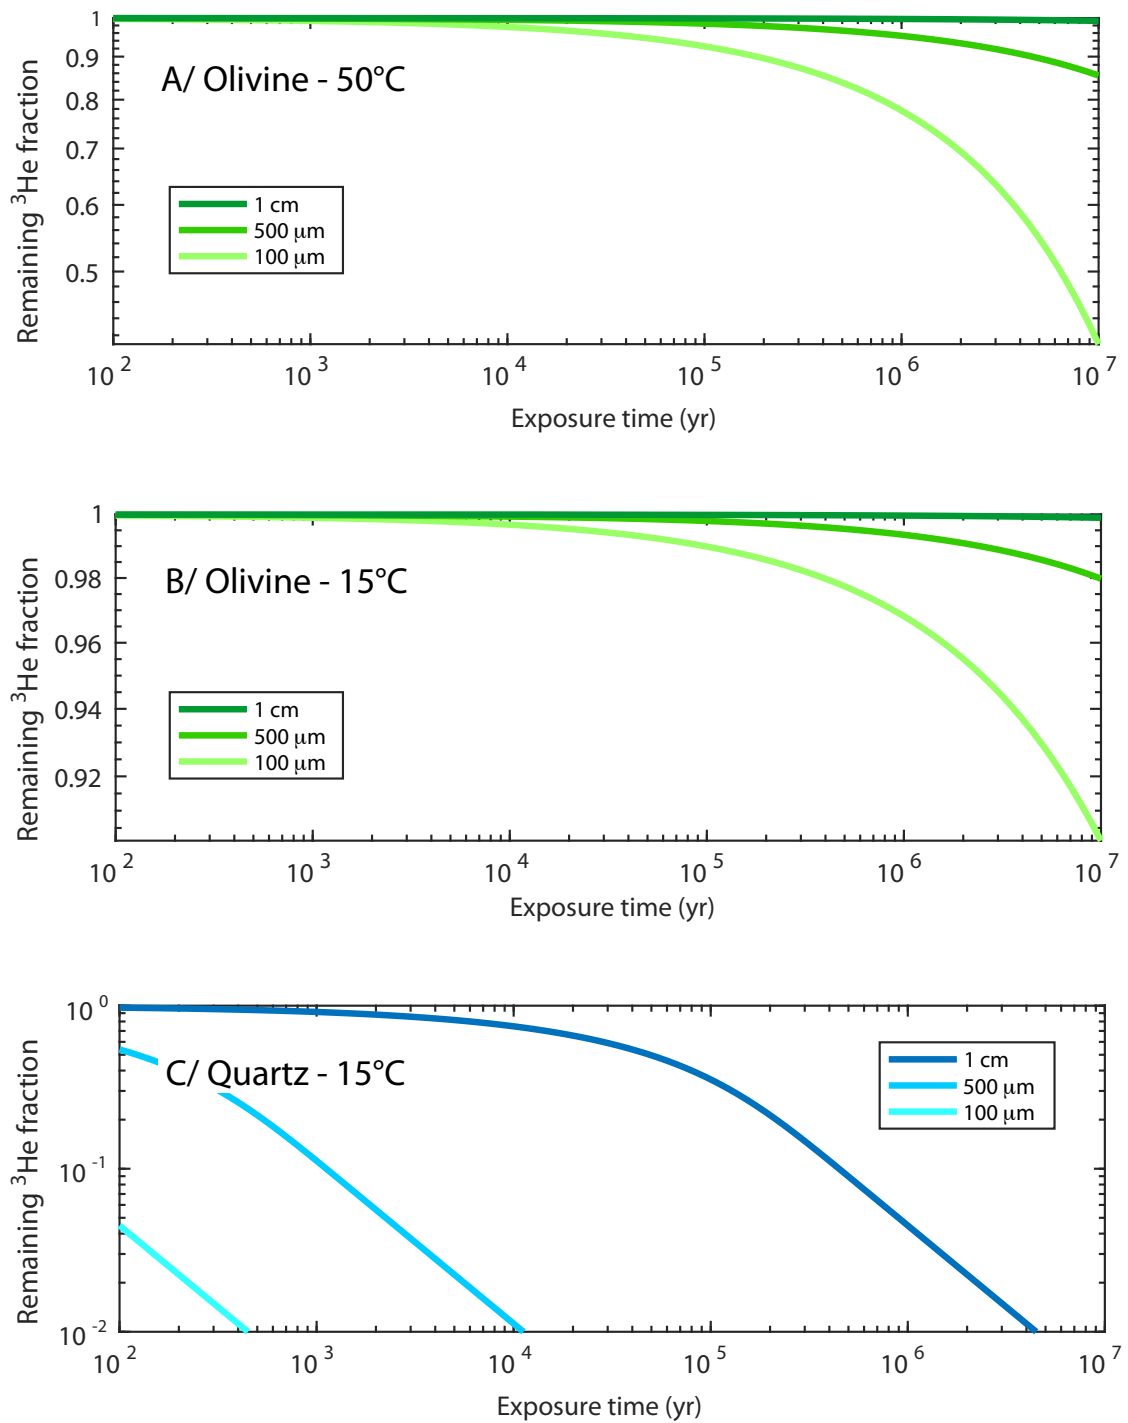 1
0.9
0.8
0.7
0.6
0.5
Remaining ³He fraction
A/ Olivine - 50°C
1 cm
500 μm
100 μm
10² 10³ 10⁴ 10⁵ 10⁶ 10⁷
Exposure time (yr)
1
0.98
0.96
0.94
0.92
Remaining ³He fraction
B/ Olivine - 15°C
1 cm
500 μm
100 μm
10² 10³ 10⁴ 10⁵ 10⁶ 10⁷
Exposure time (yr)
10⁰
10⁻¹
10⁻²
Remaining ³He fraction
C/ Quartz - 15°C
1 cm
500 μm
100 μm
10² 10³ 10⁴ 10⁵ 10⁶ 10⁷
Exposure time (yr)